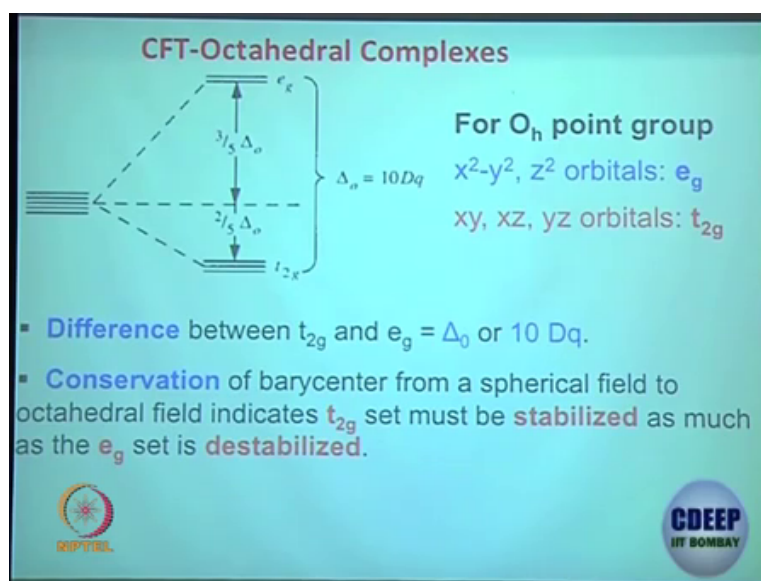 CFT-Octahedral Complexes
e_g
3/5 Δ_o
Δ_o = 10Dq
2/5 Δ_o
t_2g
For O_h point group
x²-y², z² orbitals: e_g
xy, xz, yz orbitals: t_2g
▪ Difference between t_2g and e_g = Δ_0 or 10 Dq.
▪ Conservation of barycenter from a spherical field to
octahedral field indicates t_2g set must be stabilized as much
as the e_g set is destabilized.
NPTEL
CDEEP
IIT BOMBAY